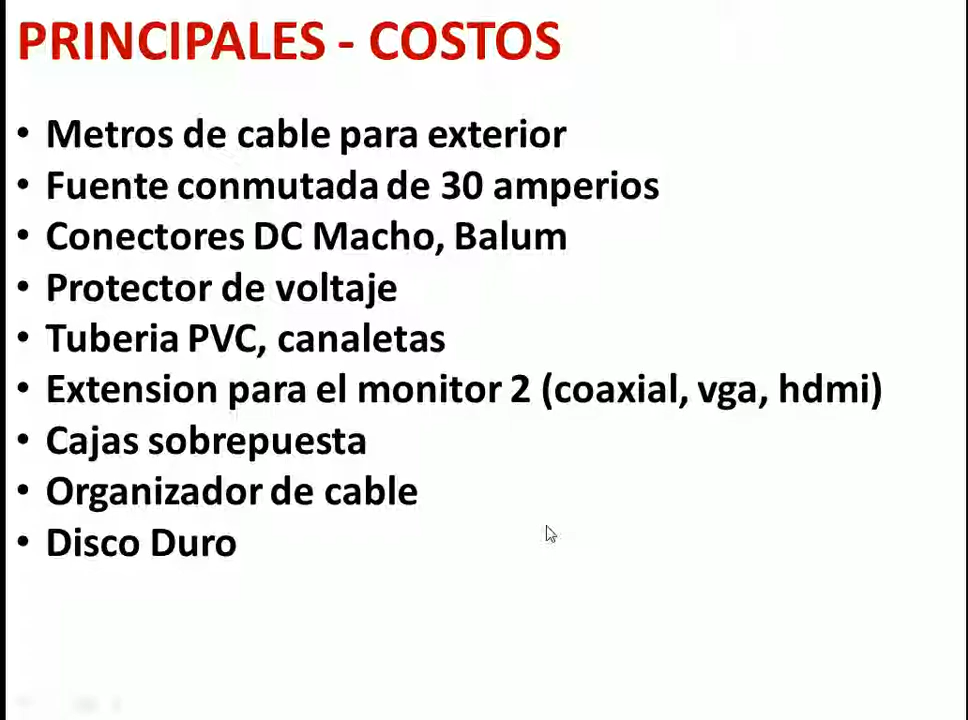 PRINCIPALES - COSTOS
• Metros de cable para exterior
• Fuente conmutada de 30 amperios
• Conectores DC Macho, Balum
• Protector de voltaje
• Tuberia PVC, canaletas
• Extension para el monitor 2 (coaxial, vga, hdmi)
• Cajas sobrepuesta
• Organizador de cable
• Disco Duro